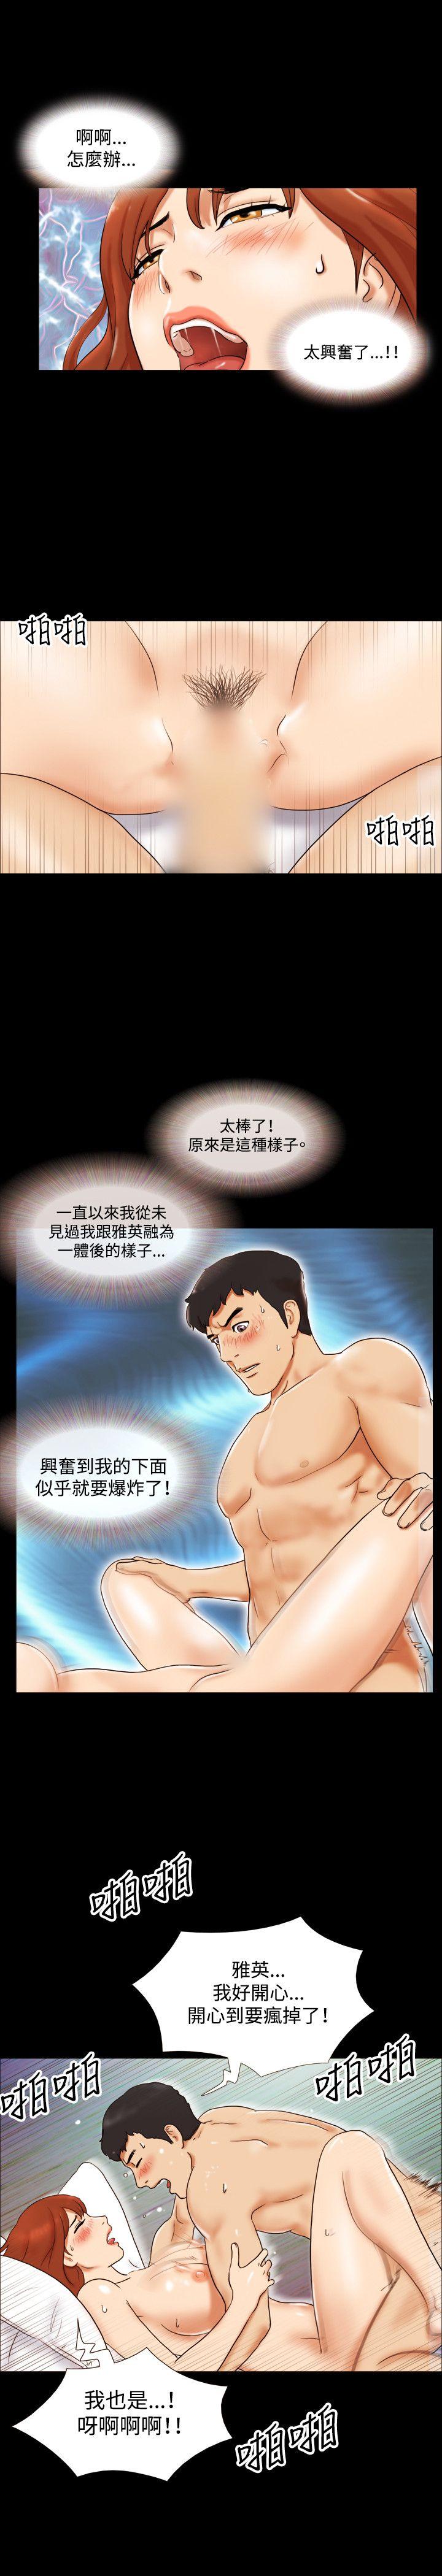 啊啊...
怎麼辦...
太興奮了...!!
啪啪
啪啪
太棒了!
原來是這種樣子。
一直以來我從未
見過我跟雅英融為
一體後的樣子...
興奮到我的下面
似乎就要爆炸了!
啪啪
雅英...
我好開心...
開心到要瘋掉了!
啪啪
啪啪
我也是...!
呀啊啊啊!!
啪啪